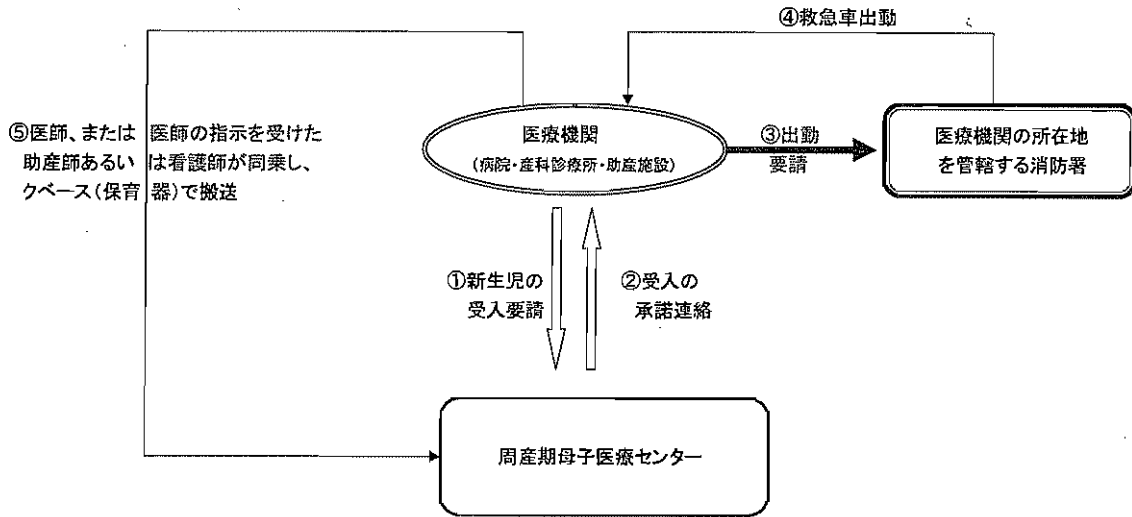 ④救急車出動
⑤医師、または 医師の指示を受けた
助産師あるい は看護師が同乗し、
クベース(保育 器)で搬送
医療機関
(病院・産科診療所・助産施設)
③出動
要請
医療機関の所在地
を管轄する消防署
①新生児の
受入要請
②受入の
承諾連絡
周産期母子医療センター